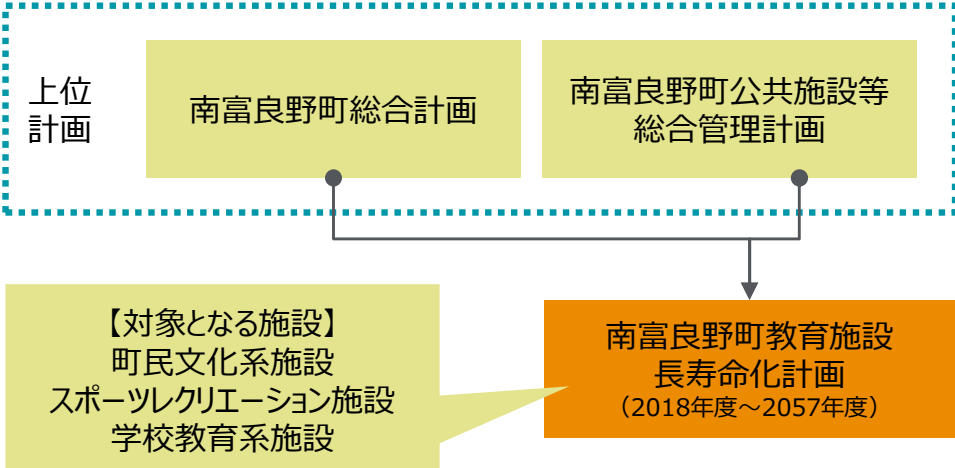 上位
計画
南富良野町総合計画
南富良野町公共施設等
総合管理計画
【対象となる施設】
町民文化系施設
スポーツレクリエーション施設
学校教育系施設
南富良野町教育施設
長寿命化計画
（2018年度～2057年度）